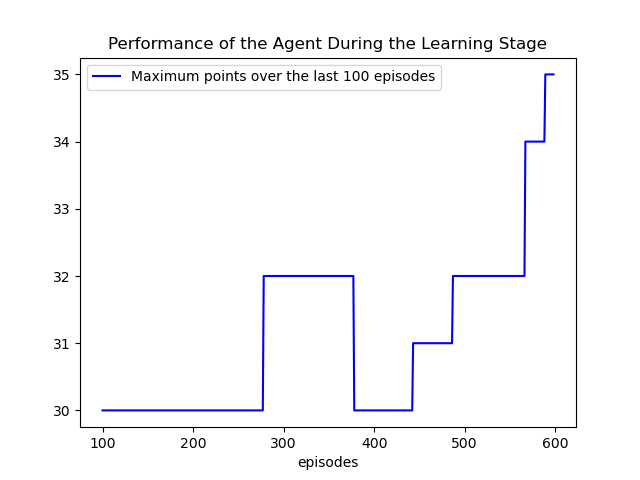 Performance of the Agent During the Learning Stage
Maximum points over the last 100 episodes
35
34
33
32
31
30
100 200 300 400 500 600
episodes